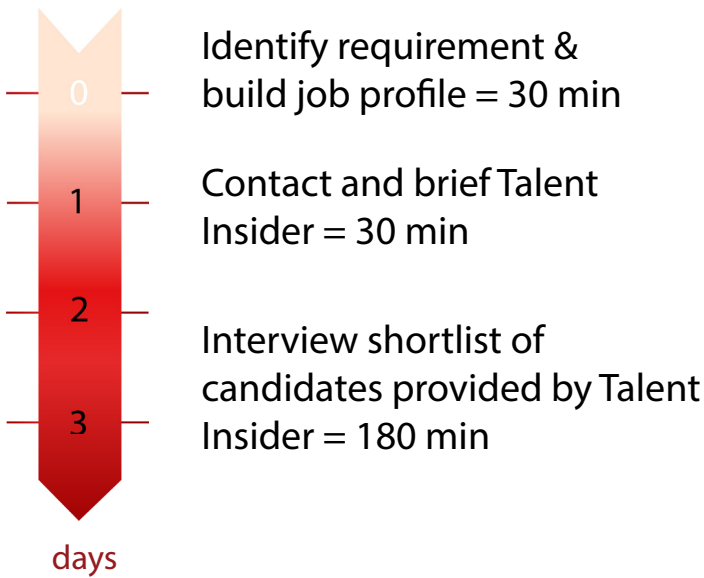 Identify requirement &
build job profile = 30 min
0
Contact and brief Talent
Insider = 30 min
1
2
Interview shortlist of
candidates provided by Talent
Insider = 180 min
3
days